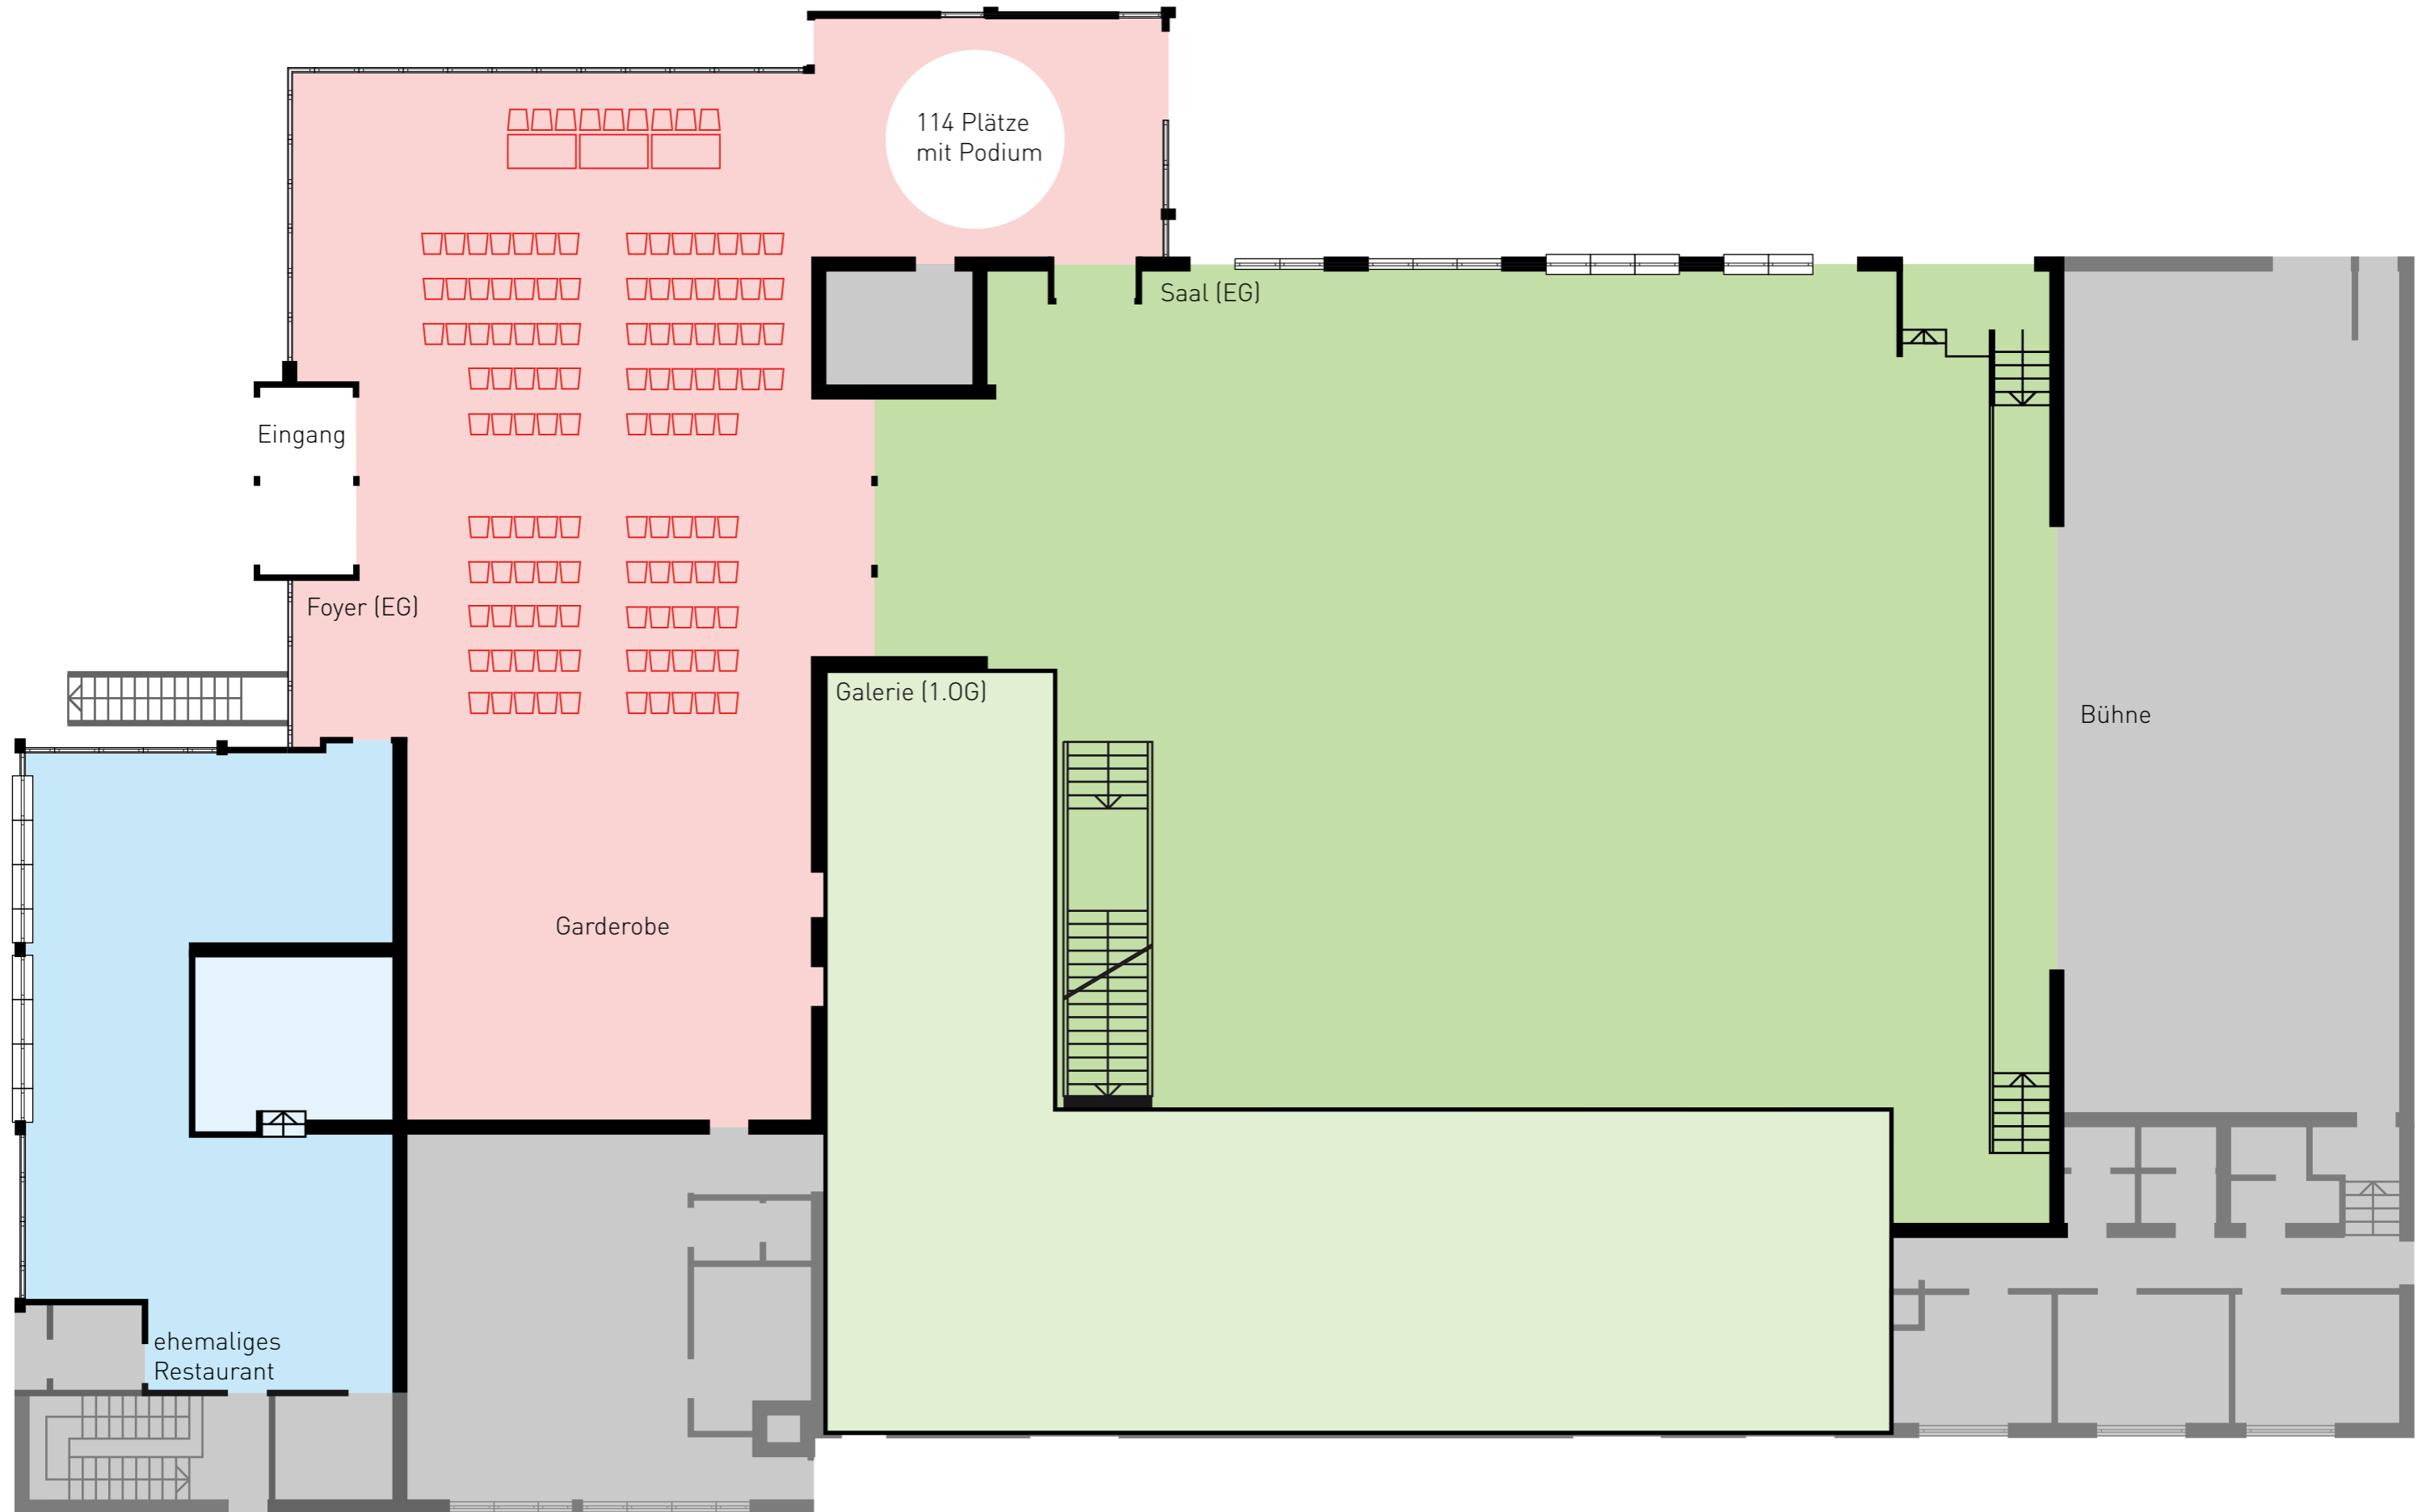 114 Plätze
mit Podium
Saal (EG)
Eingang
Foyer (EG)
Galerie (1.OG)
Bühne
Garderobe
ehemaliges
Restaurant